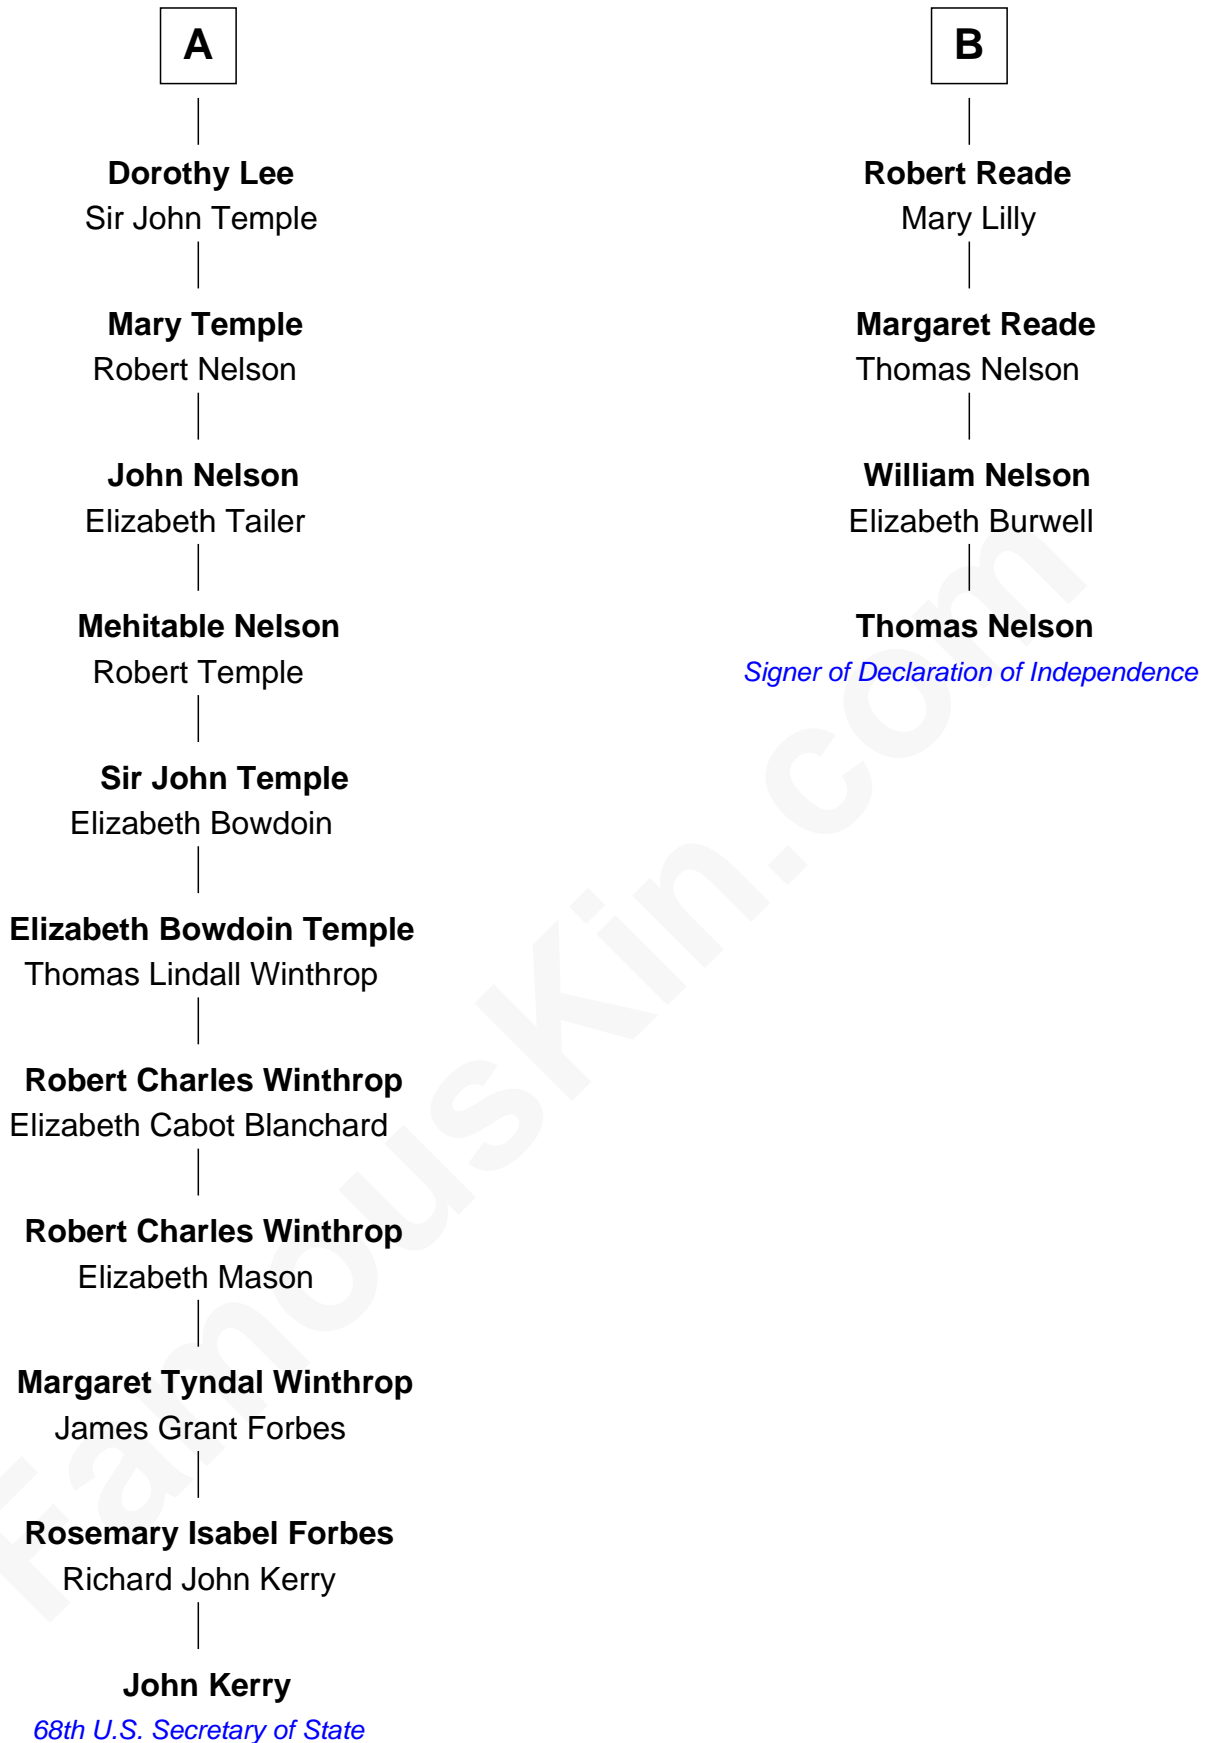 A
Dorothy Lee
Sir John Temple
Mary Temple
Robert Nelson
John Nelson
Elizabeth Tailer
Mehitable Nelson
Robert Temple
Sir John Temple
Elizabeth Bowdoin
Elizabeth Bowdoin Temple
Thomas Lindall Winthrop
Robert Charles Winthrop
Elizabeth Cabot Blanchard
Robert Charles Winthrop
Elizabeth Mason
Margaret Tyndal Winthrop
James Grant Forbes
Rosemary Isabel Forbes
Richard John Kerry
John Kerry
68th U.S. Secretary of State
B
Robert Reade
Mary Lilly
Margaret Reade
Thomas Nelson
William Nelson
Elizabeth Burwell
Thomas Nelson
Signer of Declaration of Independence
FamousKin.com